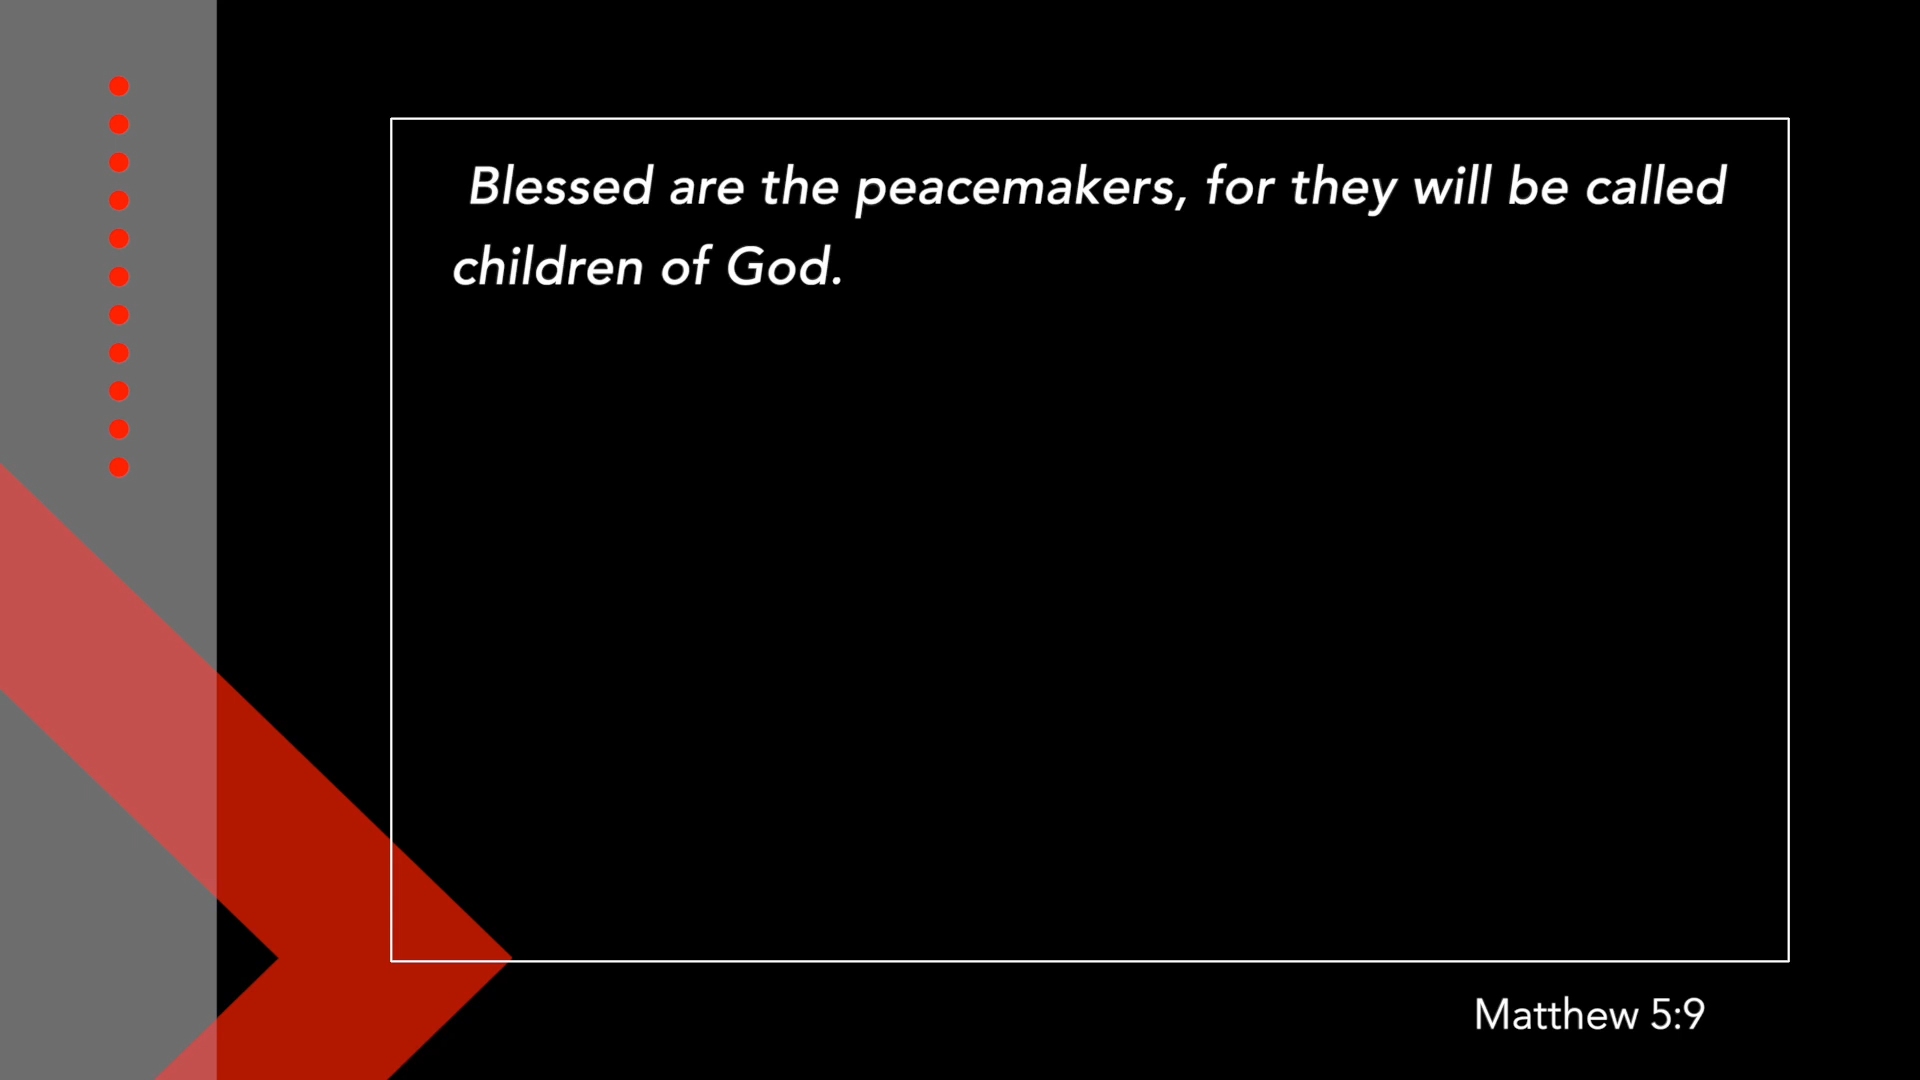 Blessed are the peacemakers, for they will be called
children of God.
Matthew 5:9